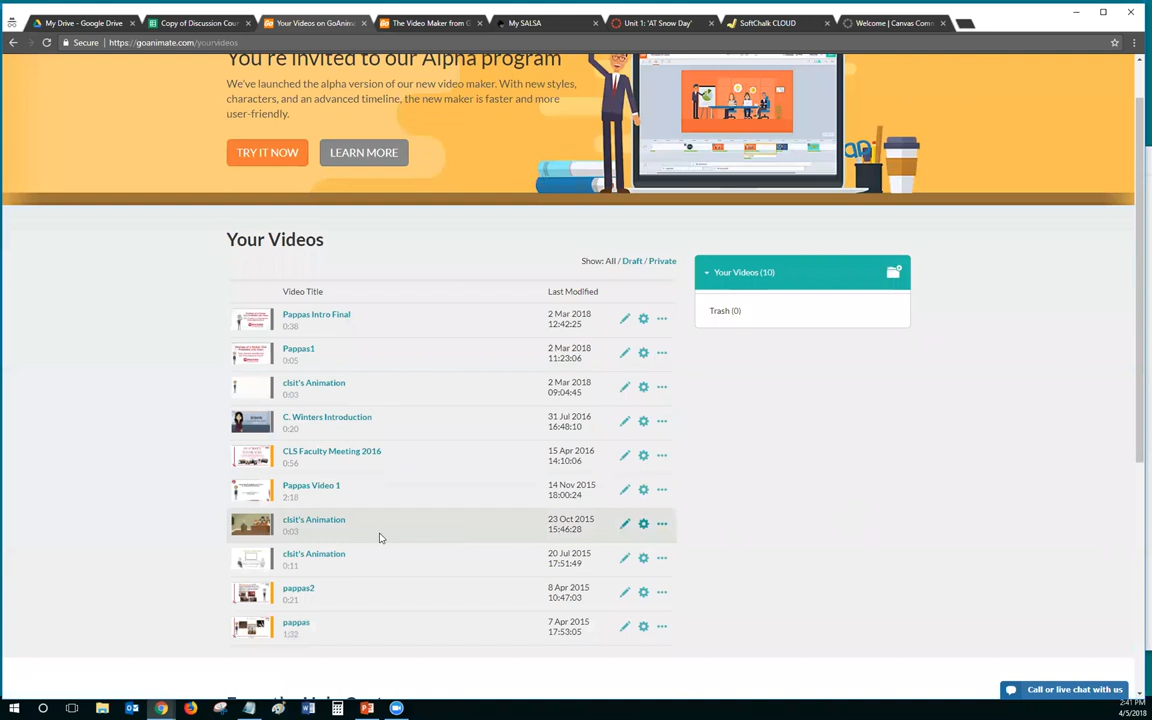 My Drive - Google Drive
Copy of Discussion Cou
Your Videos on GoAnim
The Video Maker from G
My SALSA
Unit 1: 'AT Snow Day'
SoftChalk CLOUD
Welcome | Canvas Com
Secure | https://goanimate.com/yourvideos
You're invited to our Alpha program
We've launched the alpha version of our new video maker. With new styles,
characters, and an advanced timeline, the new maker is faster and more
user-friendly.
TRY IT NOW
LEARN MORE
Your Videos
Show: All / Draft / Private
Video Title
Last Modified
Pappas Intro Final
0:38
2 Mar 2018
12:42:25
Pappas1
0:05
2 Mar 2018
11:23:06
clsit's Animation
0:03
2 Mar 2018
09:04:45
C. Winters Introduction
0:20
31 Jul 2016
16:48:10
CLS Faculty Meeting 2016
0:56
15 Apr 2016
14:10:06
Pappas Video 1
2:18
14 Nov 2015
18:00:24
clsit's Animation
0:03
23 Oct 2015
15:46:28
clsit's Animation
0:11
20 Jul 2015
17:51:49
pappas2
0:21
8 Apr 2015
10:47:03
pappas
1:32
7 Apr 2015
17:53:05
Your Videos (10)
Trash (0)
Call or live chat with us
2:41 PM
4/5/2018